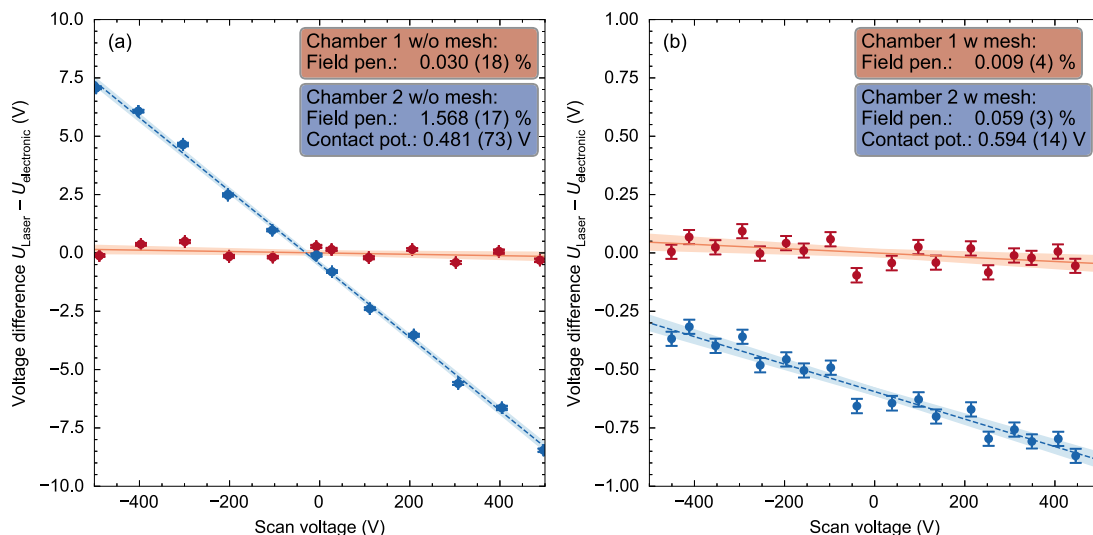 (a)
Chamber 1 w/o mesh:
Field pen.: 0.030 (18) %
Chamber 2 w/o mesh:
Field pen.: 1.568 (17) %
Contact pot.: 0.481 (73) V
10.0
7.5
5.0
2.5
0.0
−2.5
−5.0
−7.5
−10.0
Voltage difference U_Laser − U_electronic (V)
−400 −200 0 200 400
Scan voltage (V)
(b)
Chamber 1 w mesh:
Field pen.: 0.009 (4) %
Chamber 2 w mesh:
Field pen.: 0.059 (3) %
Contact pot.: 0.594 (14) V
1.00
0.75
0.50
0.25
0.00
−0.25
−0.50
−0.75
−1.00
Voltage difference U_Laser − U_electronic (V)
−400 −200 0 200 400
Scan voltage (V)